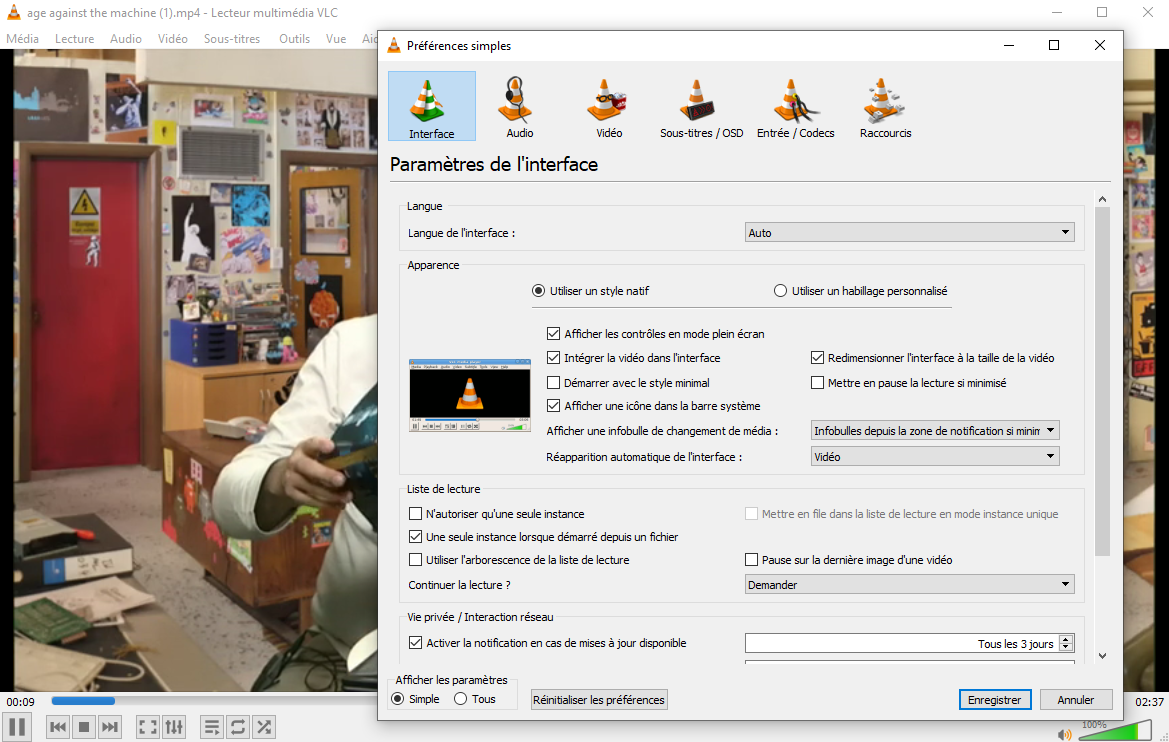 age against the machine (1).mp4 - Lecteur multimédia VLC
Média Lecture Audio Vidéo Sous-titres Outils Vue
Préférences simples
Interface Audio Vidéo Sous-titres / OSD Entrée / Codecs Raccourcis
Paramètres de l'interface
Langue
Langue de l'interface : Auto
Apparence
Utiliser un style natif Utiliser un habillage personnalisé
Afficher les contrôles en mode plein écran
Intégrer la vidéo dans l'interface Redimensionner l'interface à la taille de la vidéo
Démarrer avec le style minimal Mettre en pause la lecture si minimisé
Afficher une icône dans la barre système
Afficher une infobulle de changement de média : Infobulles depuis la zone de notification si minim
Réapparition automatique de l'interface : Vidéo
Liste de lecture
N'autoriser qu'une seule instance Mettre en file dans la liste de lecture en mode instance unique
Une seule instance lorsque démarré depuis un fichier
Utiliser l'arborescence de la liste de lecture Pause sur la dernière image d'une vidéo
Continuer la lecture ? Demander
Vie privée / Interaction réseau
Activer la notification en cas de mises à jour disponible Tous les 3 jours
Afficher les paramètres
Simple Tous Réinitialiser les préférences Enregistrer Annuler
00:09 02:37
100%